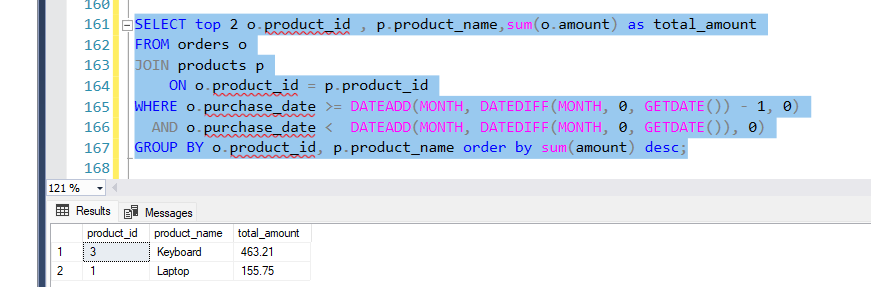 160
161 SELECT top 2 o.product_id , p.product_name,sum(o.amount) as total_amount
162 FROM orders o
163 JOIN products p
164 ON o.product_id = p.product_id
165 WHERE o.purchase_date >= DATEADD(MONTH, DATEDIFF(MONTH, 0, GETDATE()) - 1, 0)
166 AND o.purchase_date < DATEADD(MONTH, DATEDIFF(MONTH, 0, GETDATE()), 0)
167 GROUP BY o.product_id, p.product_name order by sum(amount) desc;
168
121 %
Results Messages
product_id product_name total_amount
1 3 Keyboard 463.21
2 1 Laptop 155.75